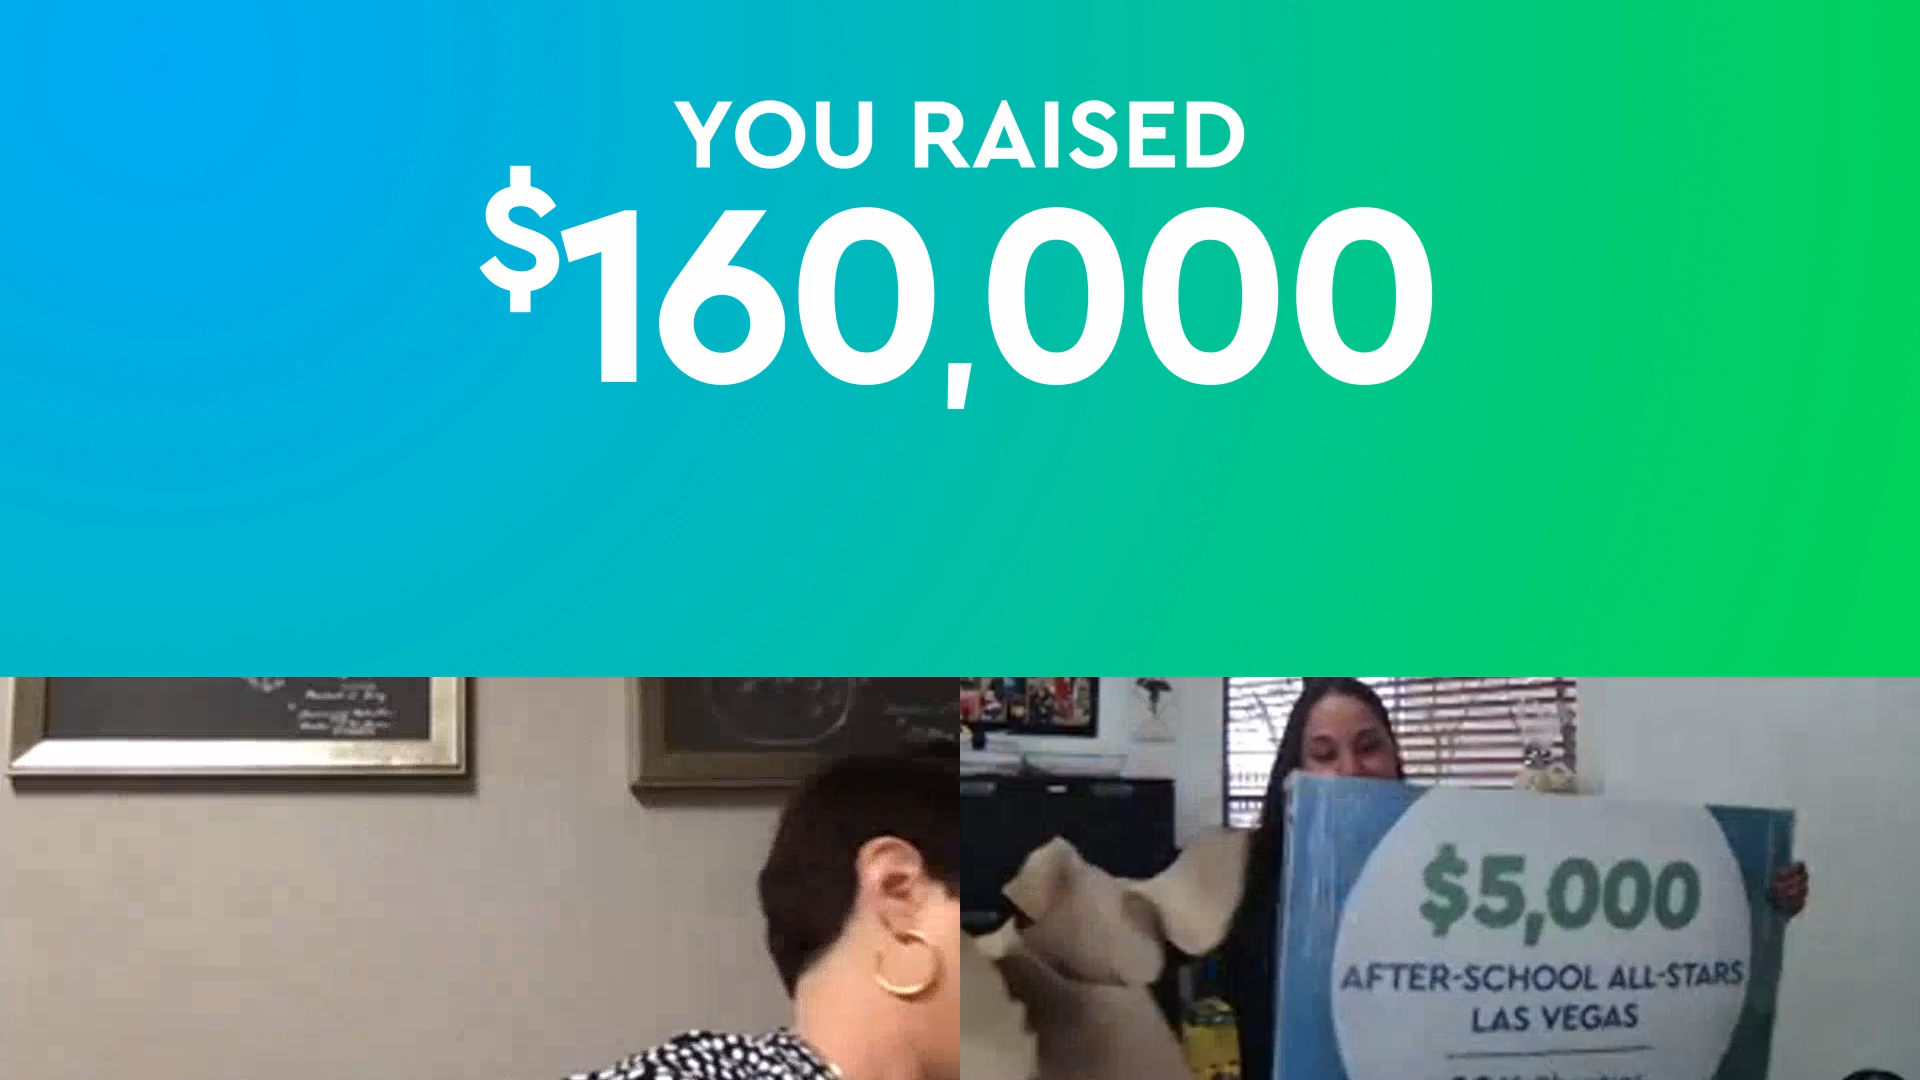 YOU RAISED
$160,000
$5,000
AFTER-SCHOOL ALL-STARS
LAS VEGAS